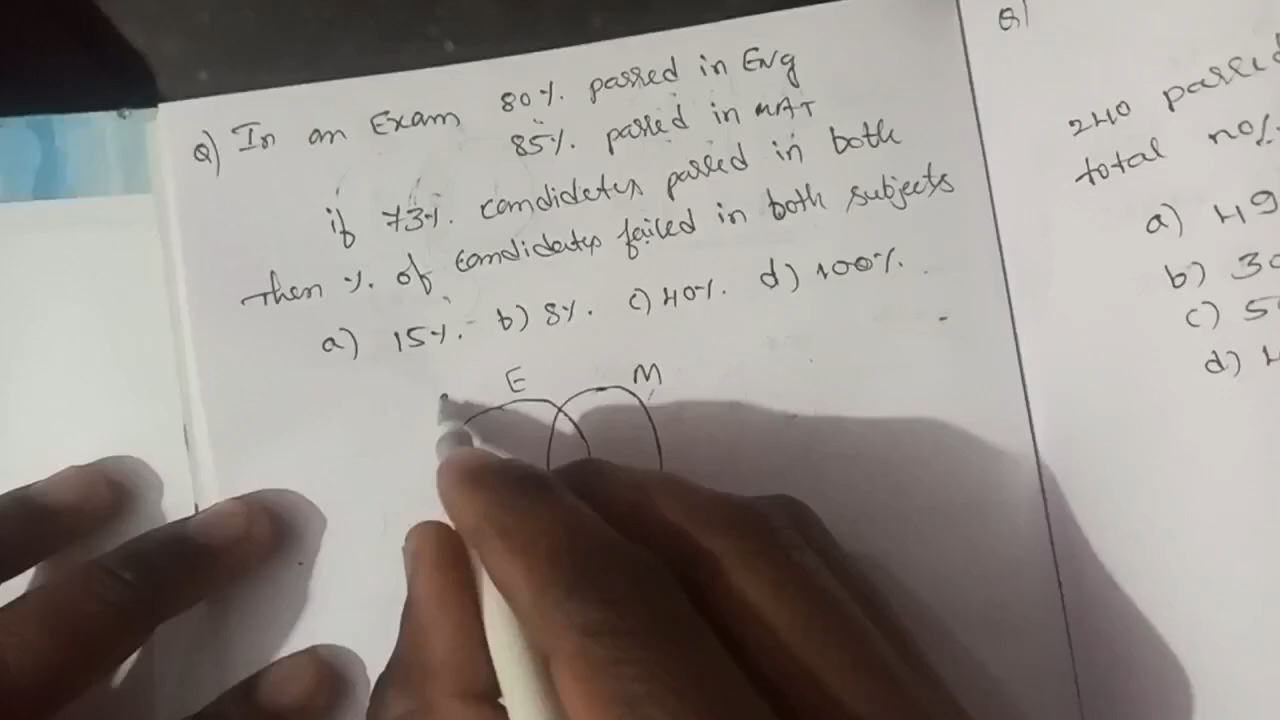 Q) In an Exam 80%. passed in Eng
85%. passed in MAT
if 73%. candidates passed in both
Then %. of candidates failed in both subjects
a) 15%. b) 8%. c) 40%. d) 100%.
E M
Q)
240 passed
total no%
a) 49
b) 30
c) 5
d)